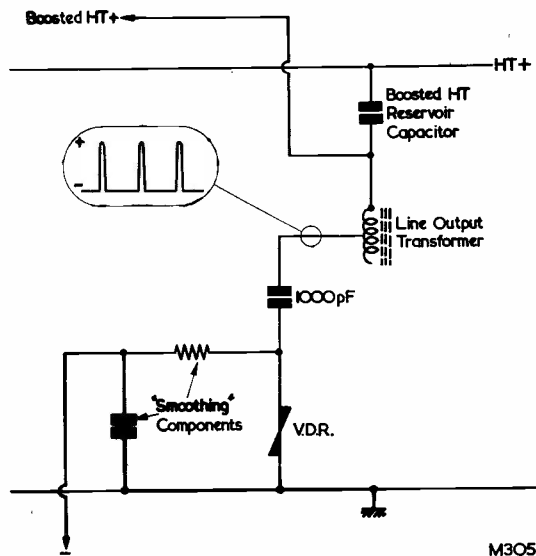 Boosted HT+
HT+
Boosted HT
Reservoir
Capacitor
+
-
Line Output
Transformer
1000pF
"Smoothing"
Components
V.D.R.
-
M305